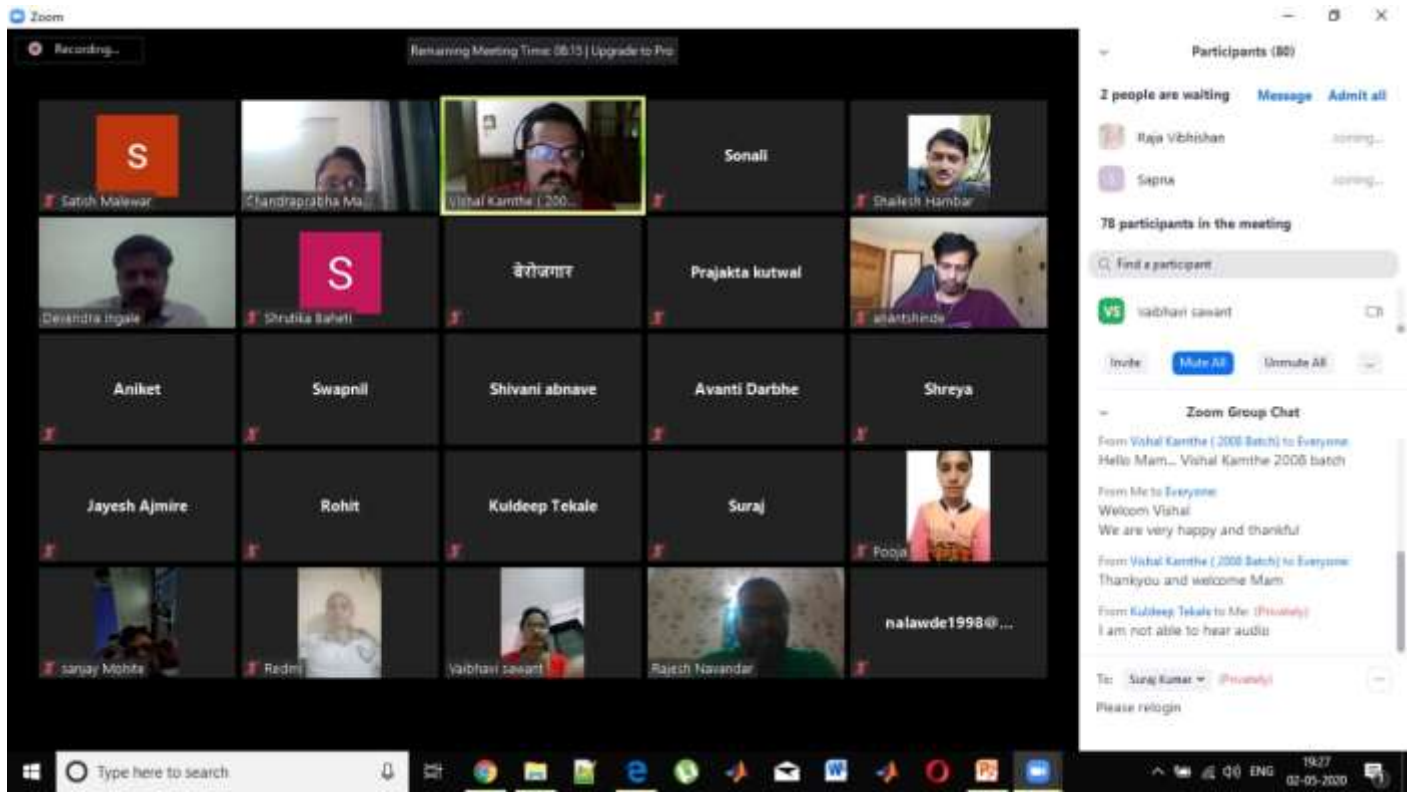 Zoom
Recording...
Remaining Meeting Time: 06:15 | Upgrade to Pro
S
Satish Malewar
Chandraprabha Ma...
Vishal Kamthe ( 200...
Sonali
Shailesh Hambar
Devendra Ingale
S
Shrutika Baheti
बेरोजगार
Prajakta kutwal
anantshinde
Aniket
Swapnil
Shivani abnave
Avanti Darbhe
Shreya
Jayesh Ajmire
Rohit
Kuldeep Tekale
Suraj
Pooja
sanjay Mohite
Redmi
Vaibhavi sawant
Rajesh Navandar
nalawde1998@...
Participants (80)
2 people are waiting Message Admit all
Raja Vibhishan Joining...
S Sapna Joining...
78 participants in the meeting
Find a participant
VS vaibhavi sawant
Invite Mute All Unmute All ...
Zoom Group Chat
From Vishal Kamthe ( 2008 Batch) to Everyone:
Hello Mam... Vishal Kamthe 2008 batch
From Me to Everyone:
Welcom Vishal
We are very happy and thankful
From Vishal Kamthe ( 2008 Batch) to Everyone:
Thankyou and welcome Mam
From Kuldeep Tekale to Me: (Privately)
I am not able to hear audio
To: Suraj Kumar (Privately)
Please relogin
Type here to search
ENG
19:27
02-05-2020